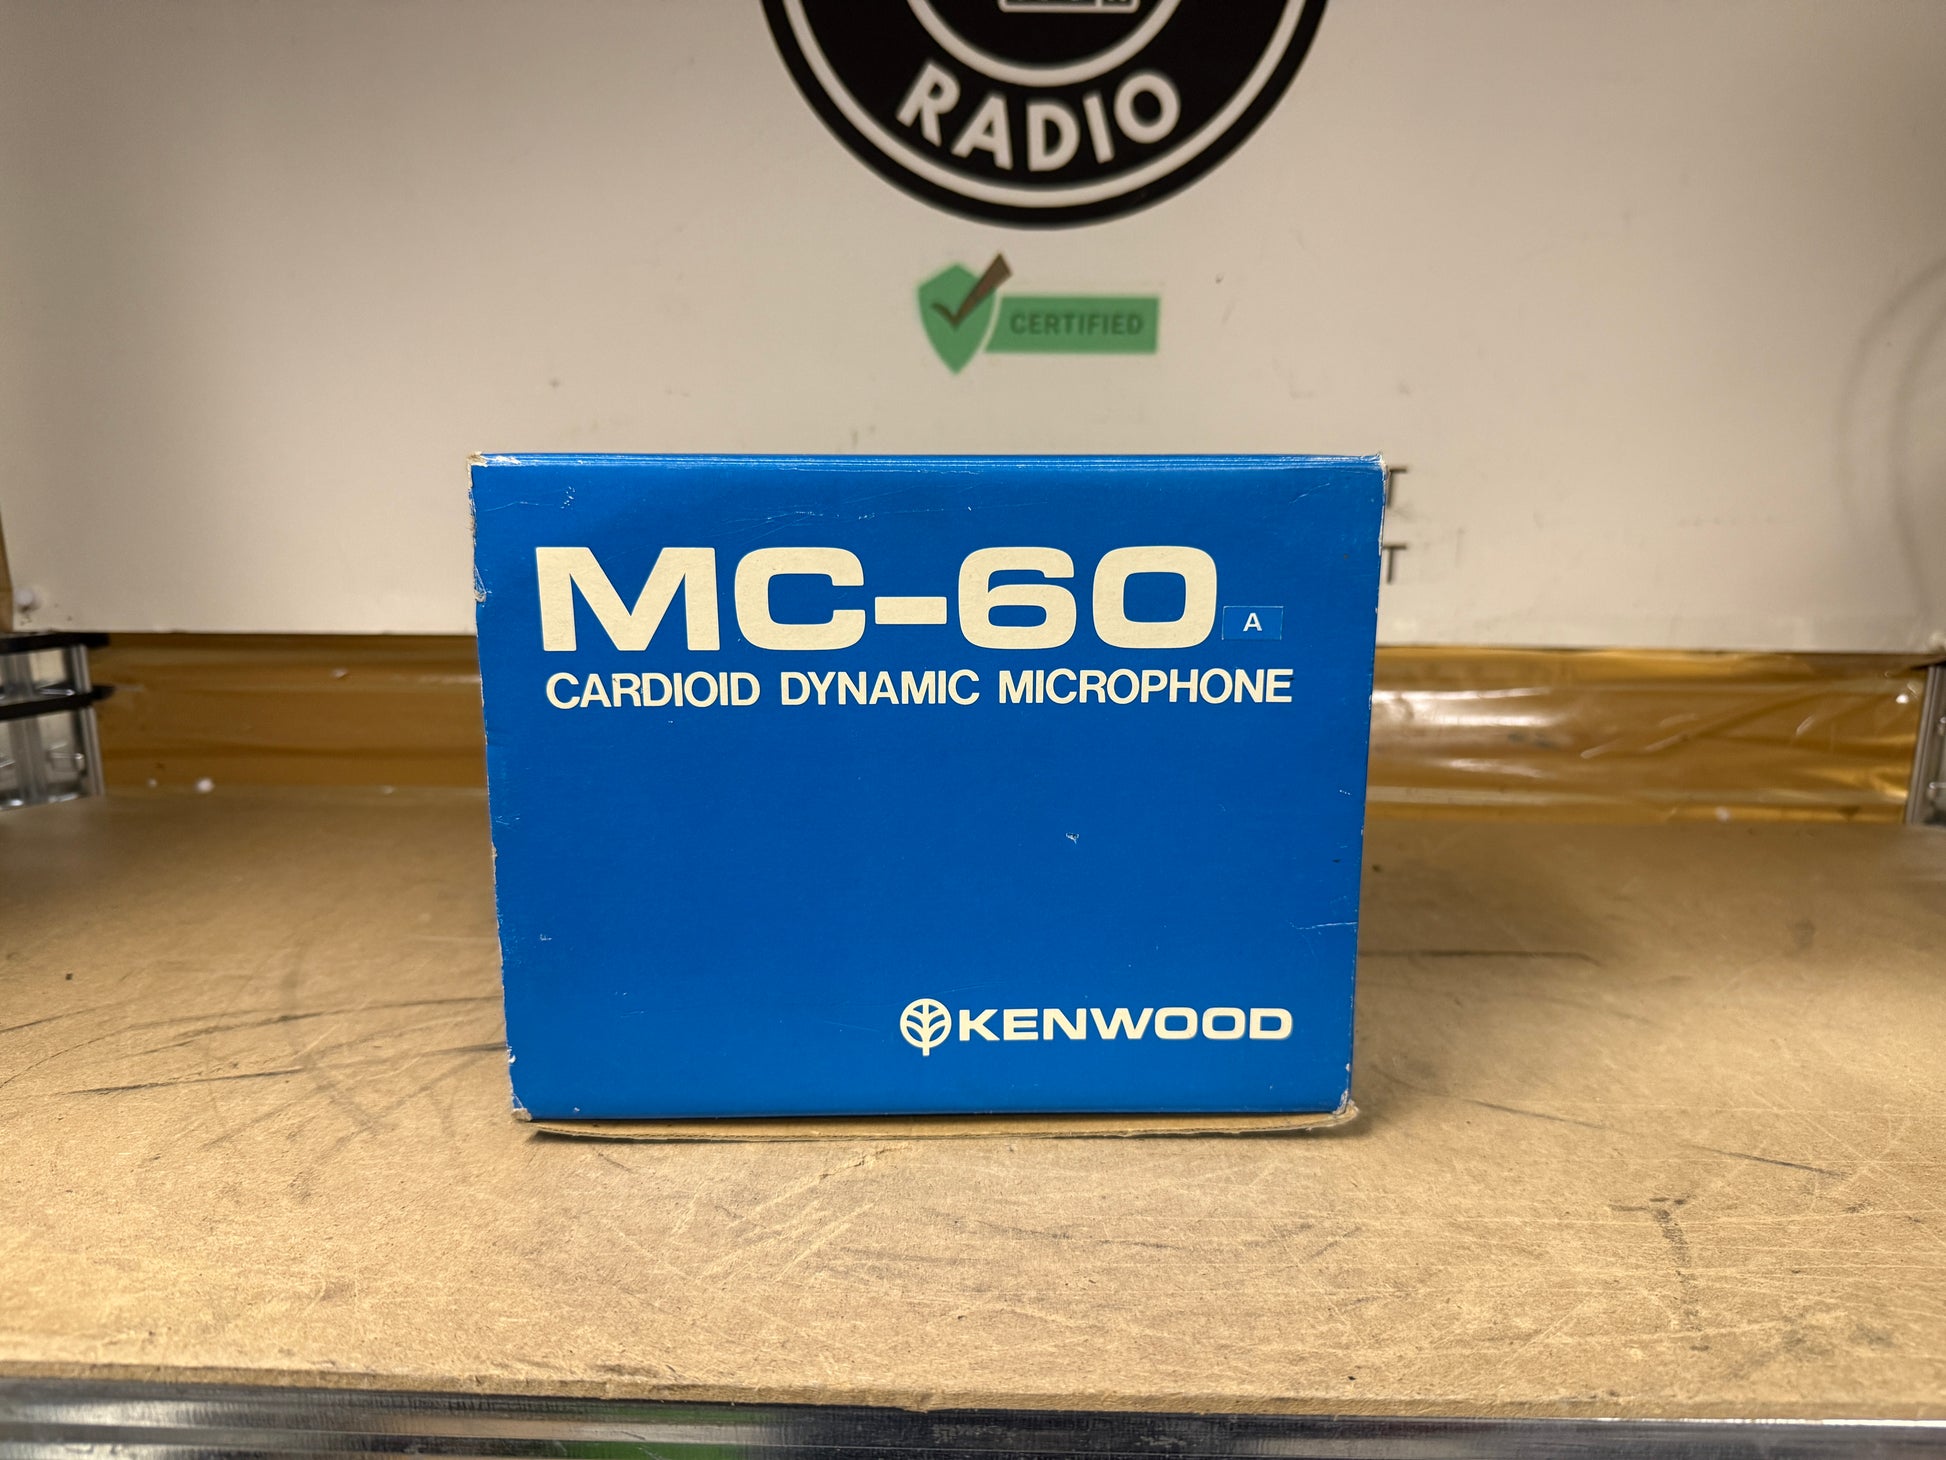 RADIO
CERTIFIED
MC-60 A
CARDIOID DYNAMIC MICROPHONE
KENWOOD
T
T